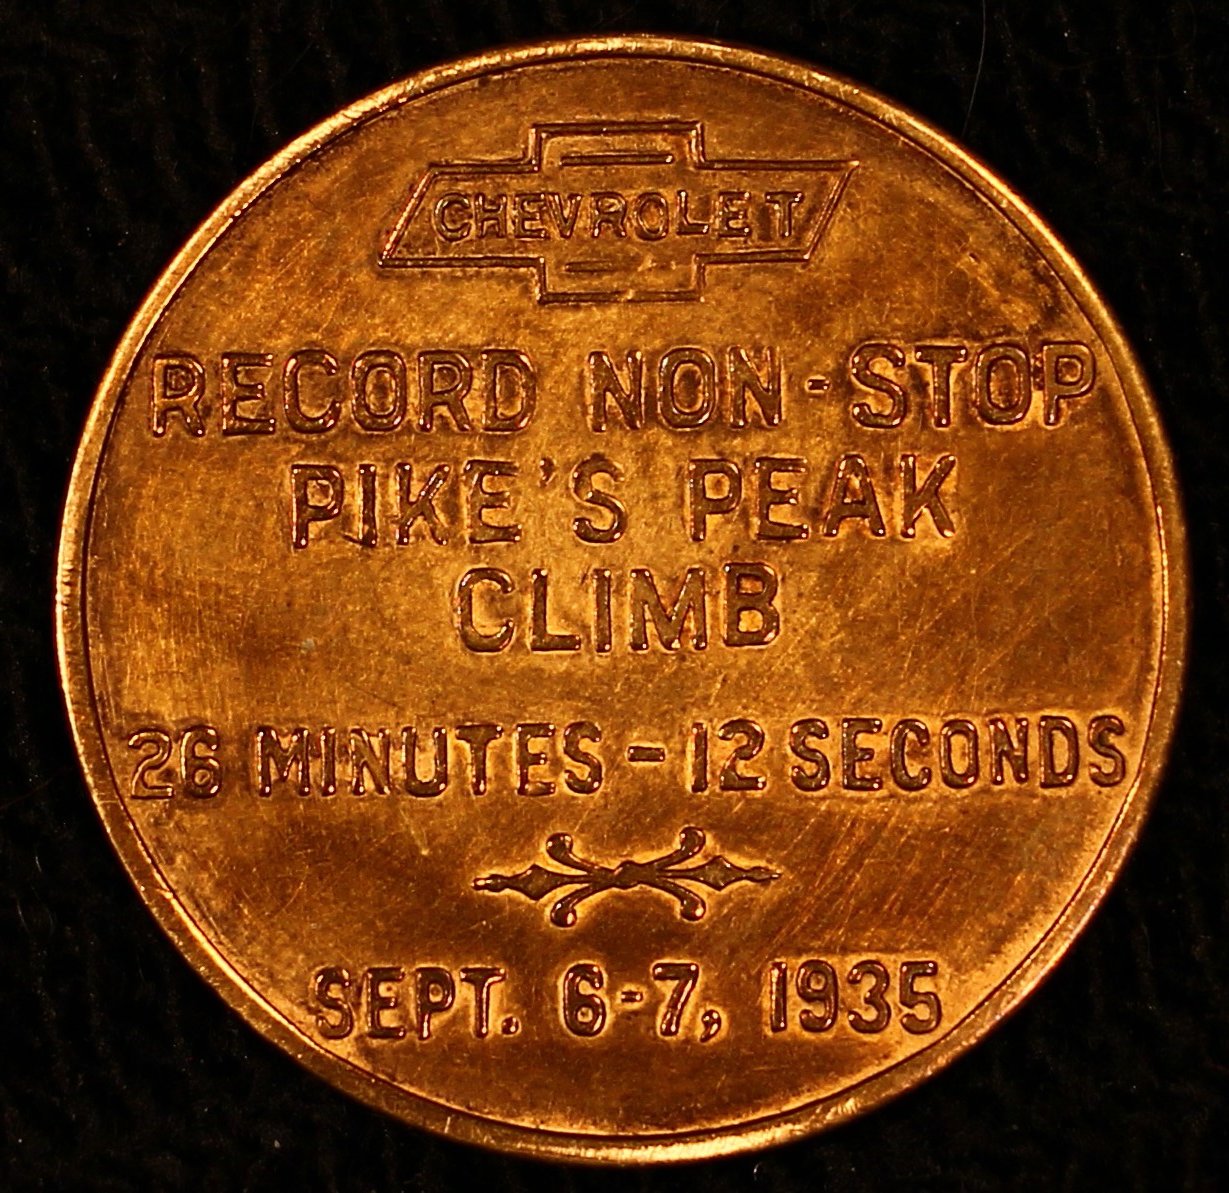 CHEVROLET
RECORD NON-STOP
PIKE'S PEAK
CLIMB
26 MINUTES - 12 SECONDS
SEPT. 6-7, 1935